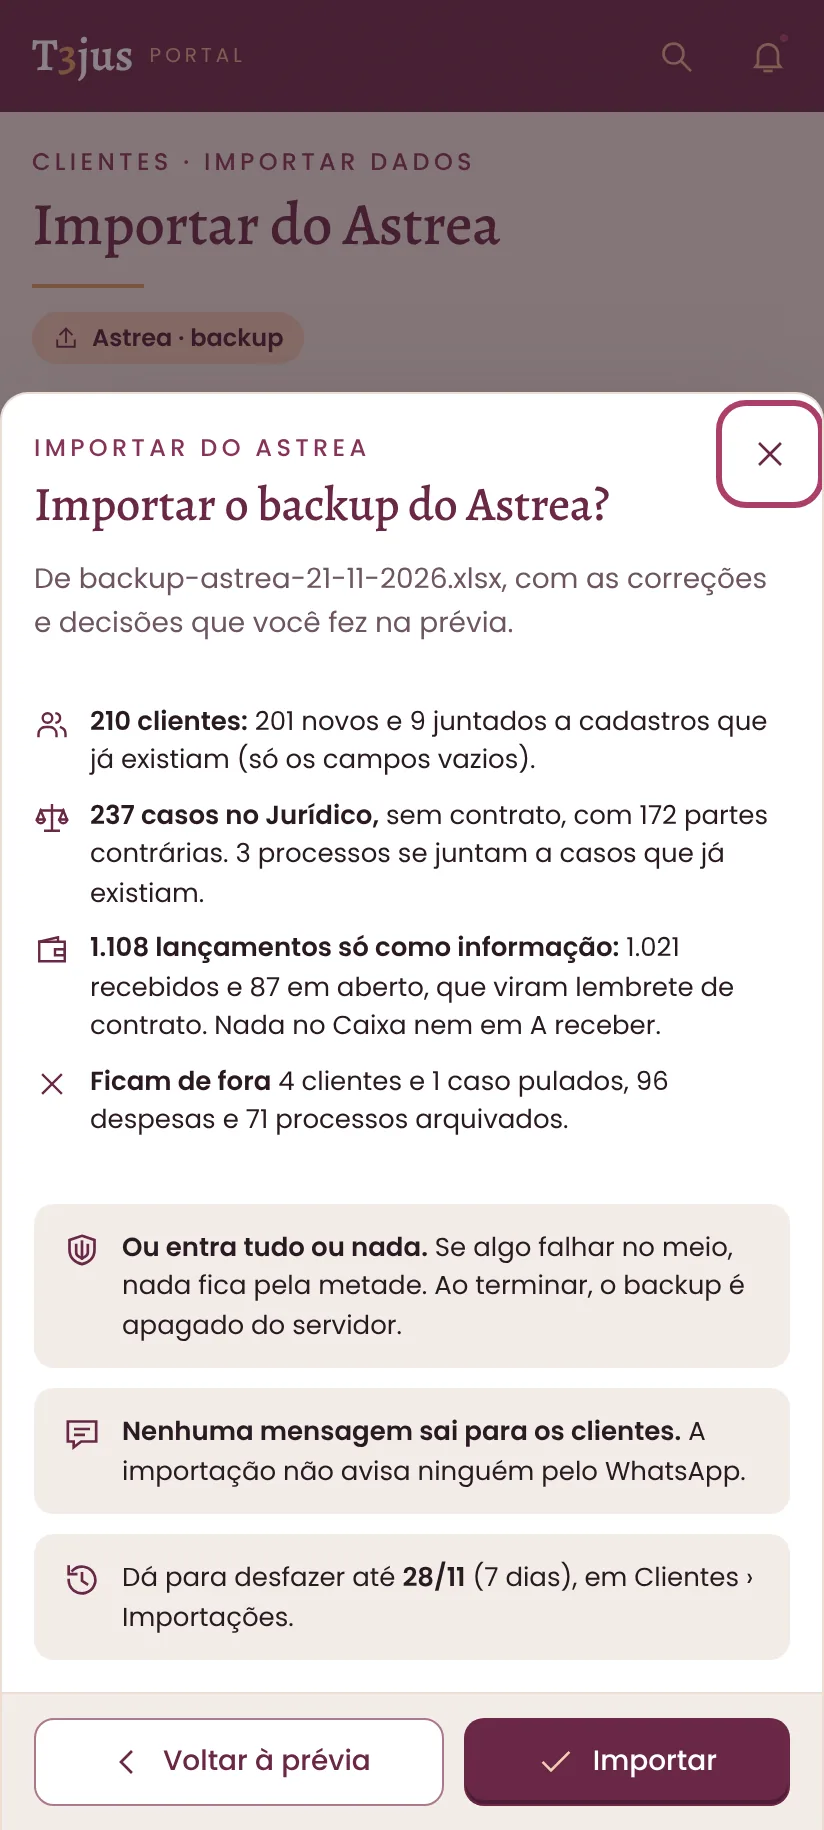 T3jus PORTAL
CLIENTES · IMPORTAR DADOS
Importar do Astrea
Astrea · backup
IMPORTAR DO ASTREA
Importar o backup do Astrea?
De backup-astrea-21-11-2026.xlsx, com as correções
e decisões que você fez na prévia.
210 clientes: 201 novos e 9 juntados a cadastros que
já existiam (só os campos vazios).
237 casos no Jurídico, sem contrato, com 172 partes
contrárias. 3 processos se juntam a casos que já
existiam.
1.108 lançamentos só como informação: 1.021
recebidos e 87 em aberto, que viram lembrete de
contrato. Nada no Caixa nem em A receber.
Ficam de fora 4 clientes e 1 caso pulados, 96
despesas e 71 processos arquivados.
Ou entra tudo ou nada. Se algo falhar no meio,
nada fica pela metade. Ao terminar, o backup é
apagado do servidor.
Nenhuma mensagem sai para os clientes. A
importação não avisa ninguém pelo WhatsApp.
Dá para desfazer até 28/11 (7 dias), em Clientes ›
Importações.
Voltar à prévia
Importar